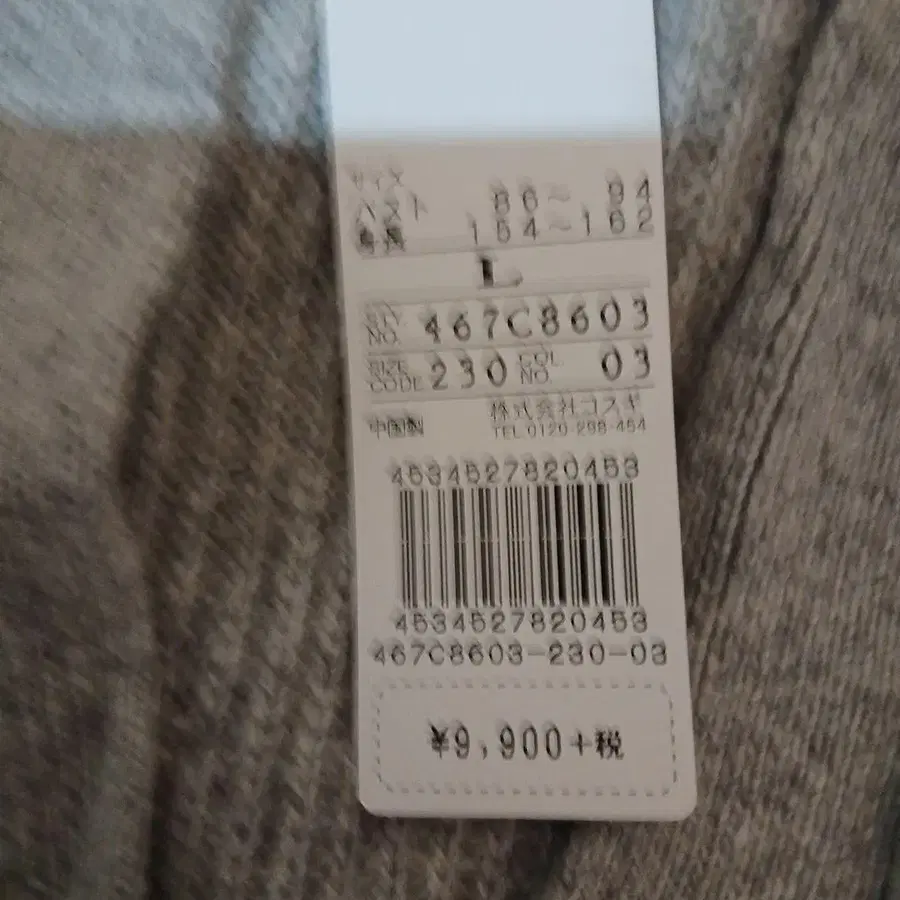 サイズ
バスト 86～ 94
身長 154～162
L
STY.
NO. 467C8603
SIZE
CODE 230 COL.
NO. 03
中国製 株式会社コスギ
TEL.0120-298-454
4534527820453
4534527820453
467C8603-230-03
¥9,900+税